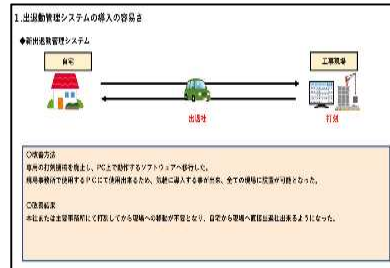 1.出退勤管理システムの導入の容易さ
◆新出退勤管理システム
自宅
工事現場
出退社
打刻
〇改善方法
専用の打刻機械を廃止し、PC上で動作するソフトウェアへ移行した。
現場事務所で使用するPCにて使用出来るため、気軽に導入する事が出来、全ての現場に設置が可能となった。
〇改善結果
本社または主要事務所にて打刻してから現場への移動が不要となり、自宅から現場へ直接出退社出来るようになった。